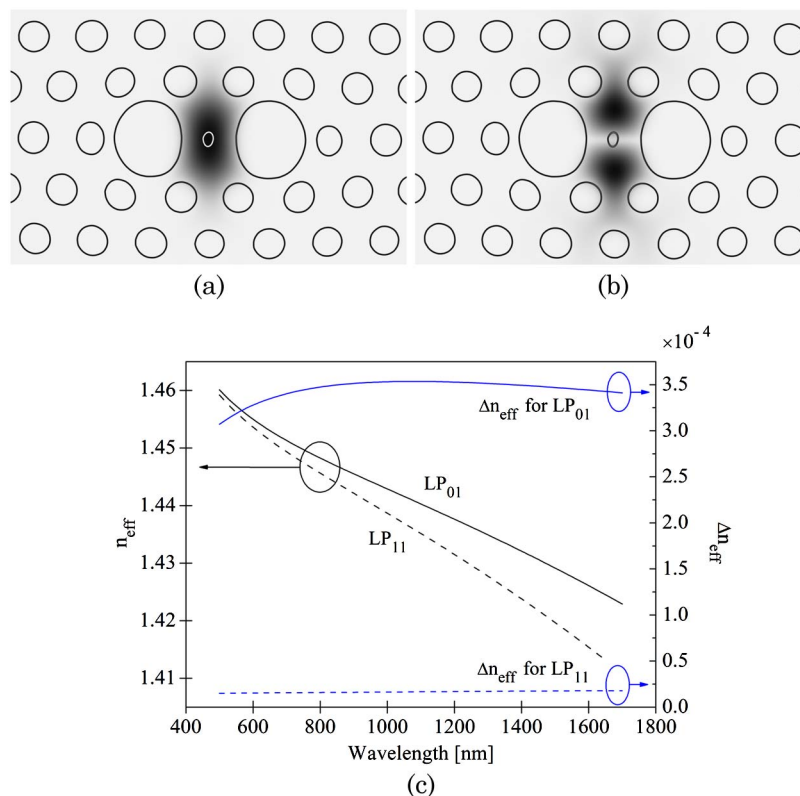 (a)
(b)
×10⁻⁴
1.46
1.45
1.44
1.43
1.42
1.41
n_eff
3.5
3.0
2.5
2.0
1.5
1.0
0.5
0.0
Δn_eff
Δn_eff for LP₀₁
LP₀₁
LP₁₁
Δn_eff for LP₁₁
400 600 800 1000 1200 1400 1600 1800
Wavelength [nm]
(c)